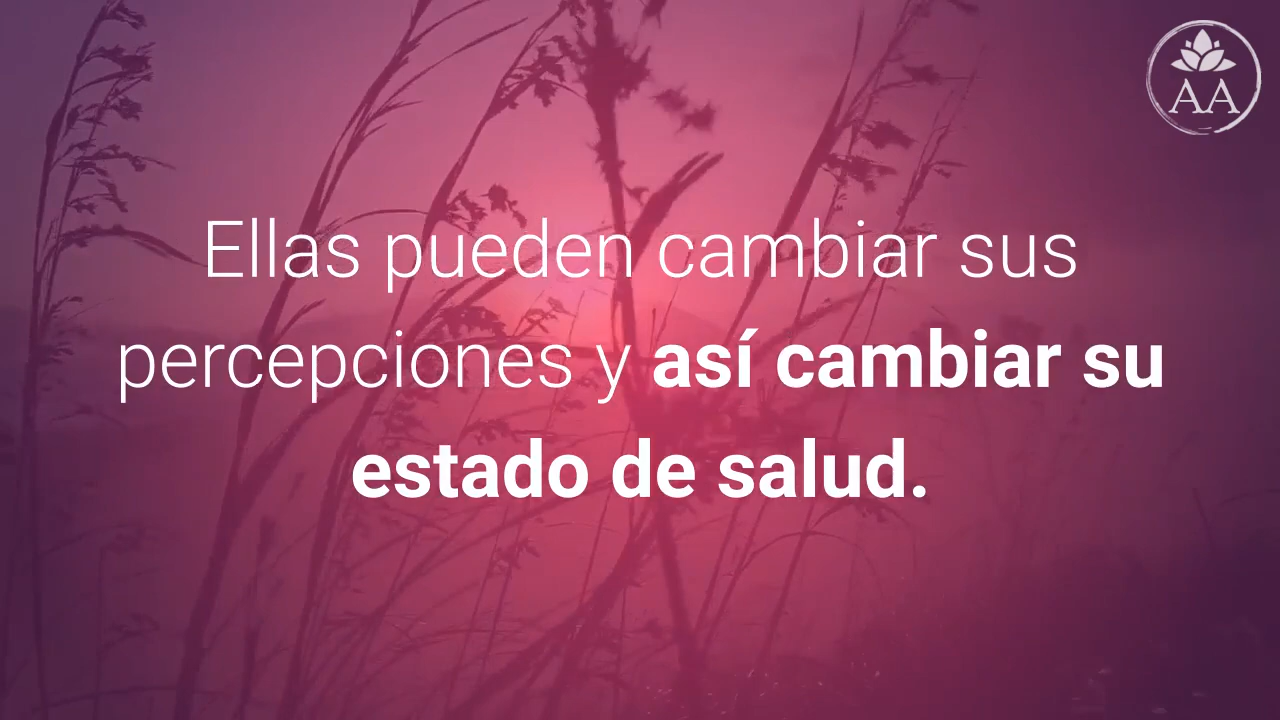 AA
Ellas pueden cambiar sus
percepciones y así cambiar su
estado de salud.